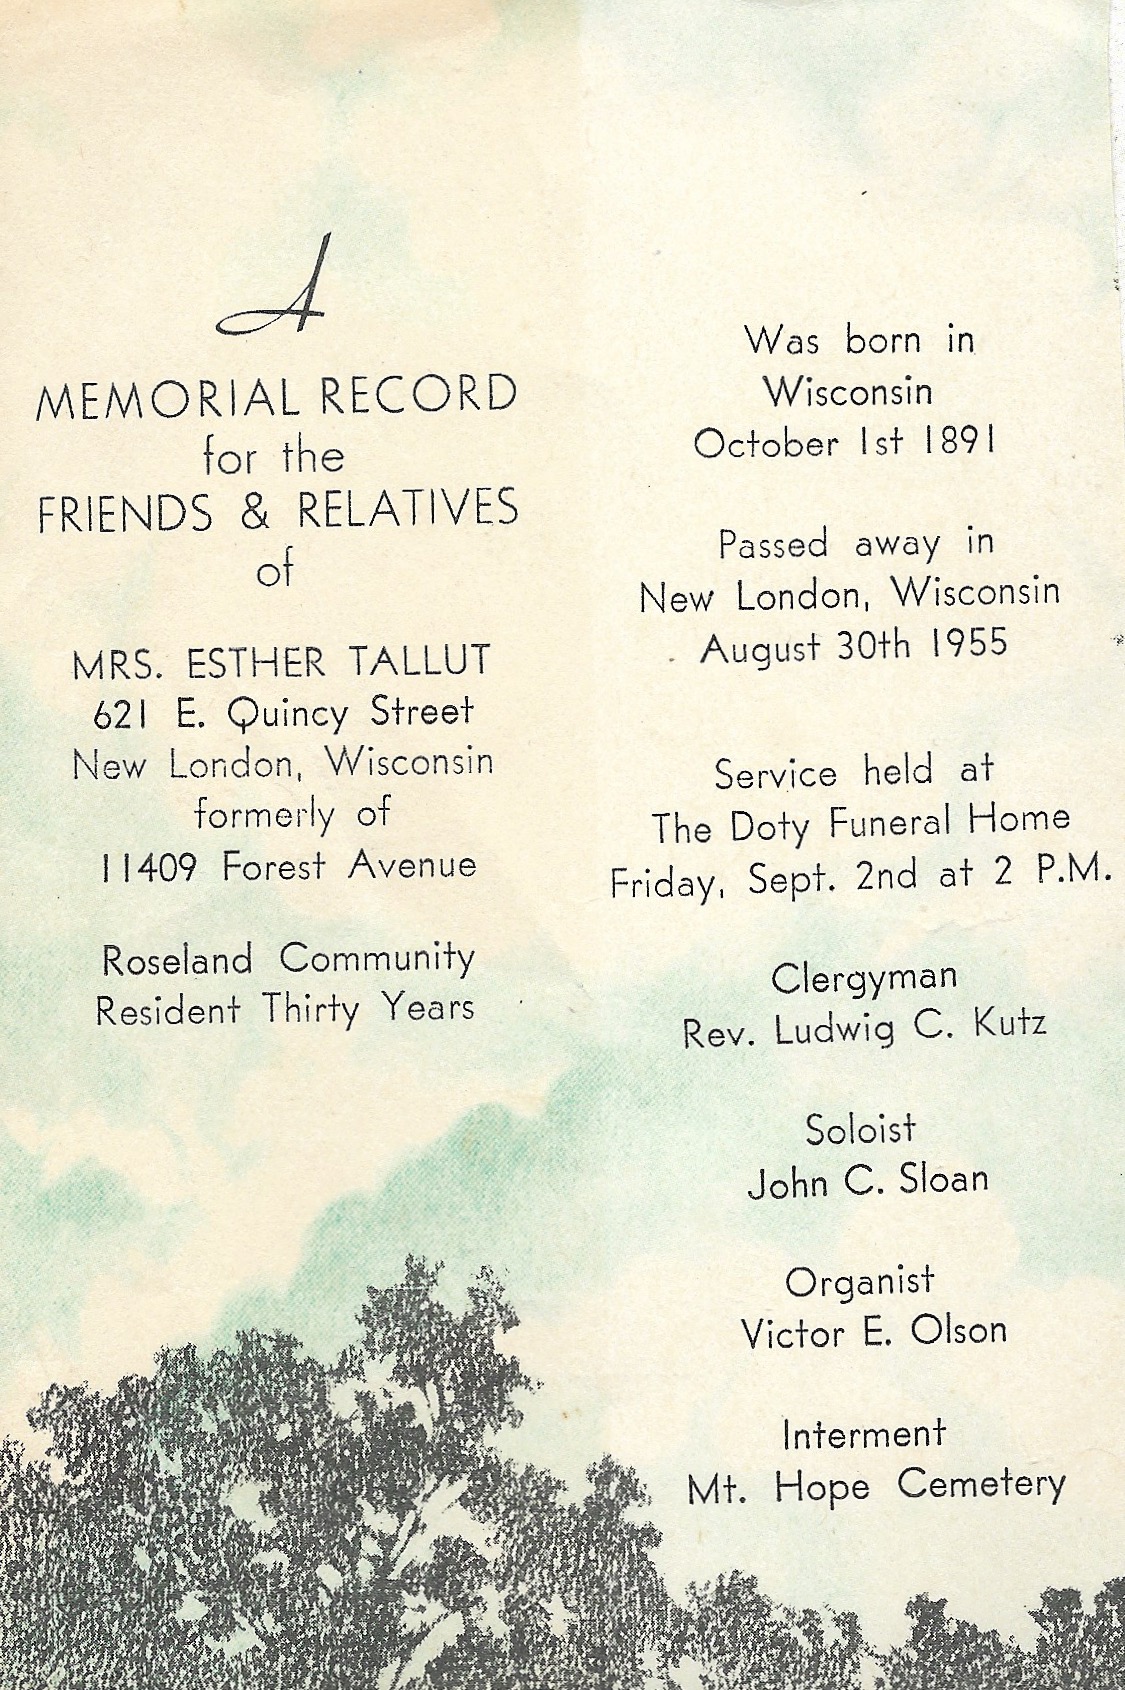 A
MEMORIAL RECORD
for the
FRIENDS & RELATIVES
of
MRS. ESTHER TALLUT
621 E. Quincy Street
New London, Wisconsin
formerly of
11409 Forest Avenue
Roseland Community
Resident Thirty Years
Was born in
Wisconsin
October 1st 1891
Passed away in
New London, Wisconsin
August 30th 1955
Service held at
The Doty Funeral Home
Friday, Sept. 2nd at 2 P.M.
Clergyman
Rev. Ludwig C. Kutz
Soloist
John C. Sloan
Organist
Victor E. Olson
Interment
Mt. Hope Cemetery